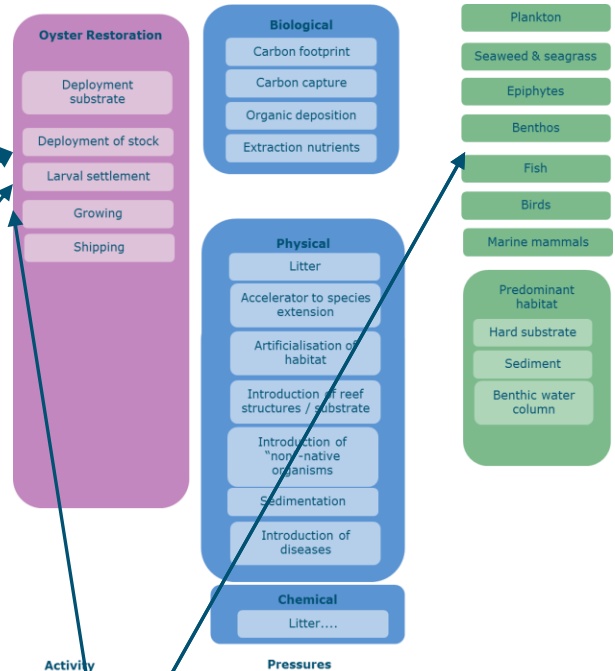 Oyster Restoration
Deployment
substrate
Deployment of stock
Larval settlement
Growing
Shipping
Activity
Biological
Carbon footprint
Carbon capture
Organic deposition
Extraction nutrients
Physical
Litter
Accelerator to species
extension
Artificialisation of
habitat
Introduction of reef
structures / substrate
Introduction of
“non”-native
organisms
Sedimentation
Introduction of
diseases
Chemical
Litter....
Pressures
Plankton
Seaweed & seagrass
Epiphytes
Benthos
Fish
Birds
Marine mammals
Predominant
habitat
Hard substrate
Sediment
Benthic water
column